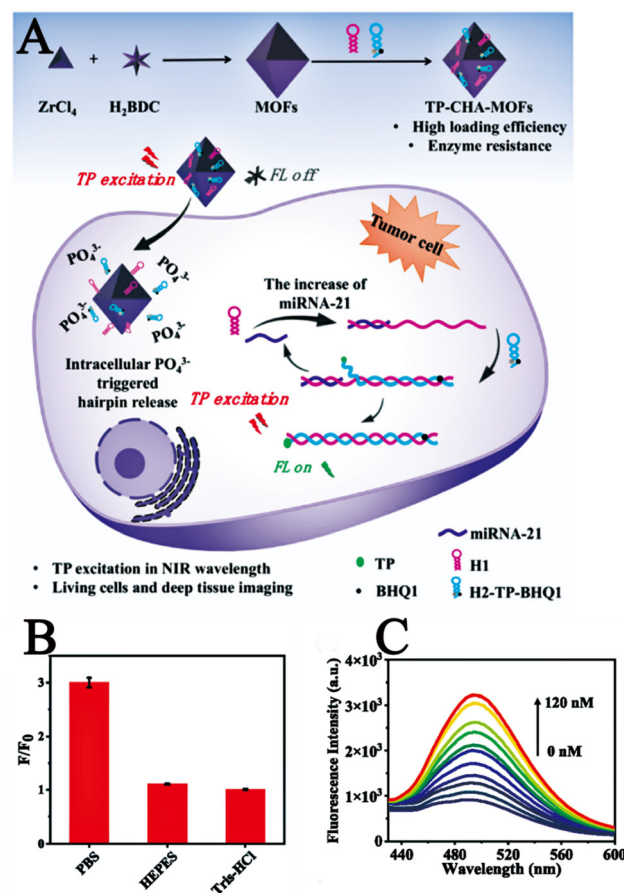 A
ZrCl4 + H2BDC MOFs TP-CHA-MOFs
• High loading efficiency
• Enzyme resistance
TP excitation FL off
Tumor cell
PO4³⁻
PO4³⁻
PO4³⁻
PO4³⁻
The increase of
miRNA-21
Intracellular PO4³⁻
triggered
hairpin release
TP excitation
FL on
• TP excitation in NIR wavelength
• Living cells and deep tissue imaging
miRNA-21
TP H1
BHQ1 H2-TP-BHQ1
B
F/F0
3
2
1
0
PBS HEPES Tris-HCl
C
Fluorescence Intensity (a.u.)
4×10³
3×10³
2×10³
1×10³
0
120 nM
0 nM
440 480 520 560 600
Wavelength (nm)